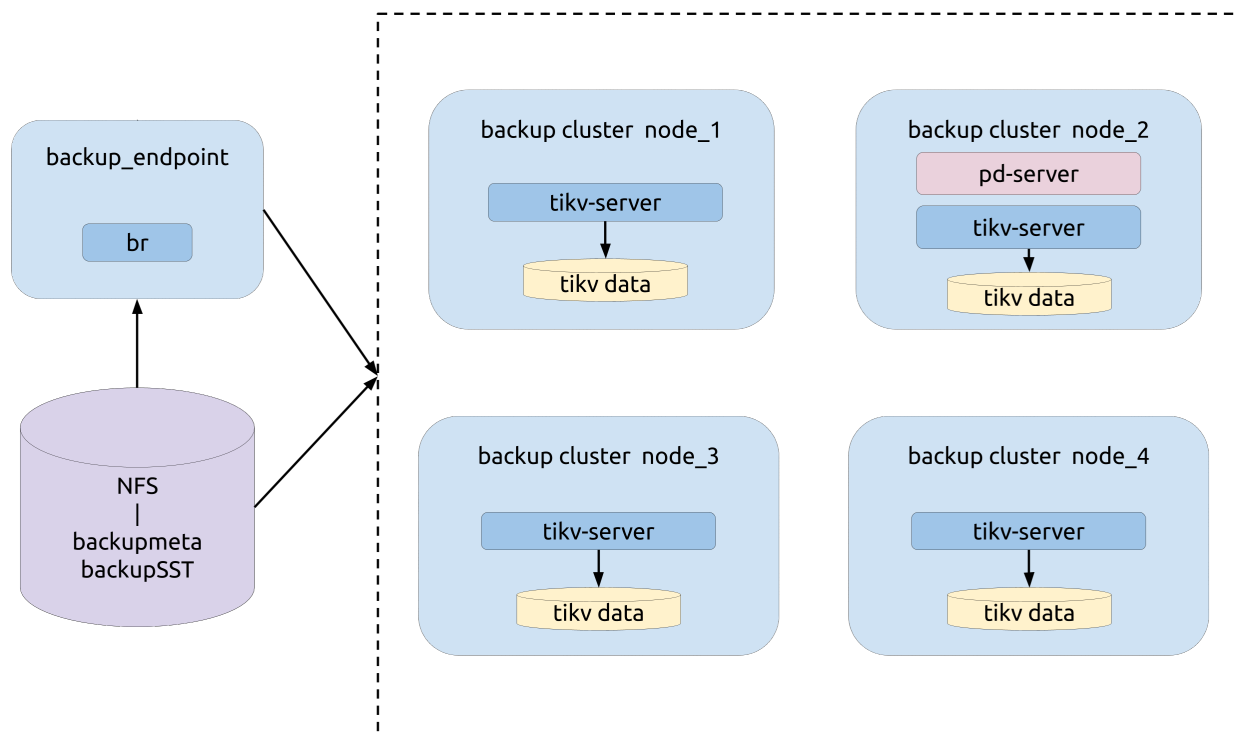 backup_endpoint
br
NFS
|
backupmeta
backupSST
backup cluster node_1
tikv-server
tikv data
backup cluster node_2
pd-server
tikv-server
tikv data
backup cluster node_3
tikv-server
tikv data
backup cluster node_4
tikv-server
tikv data